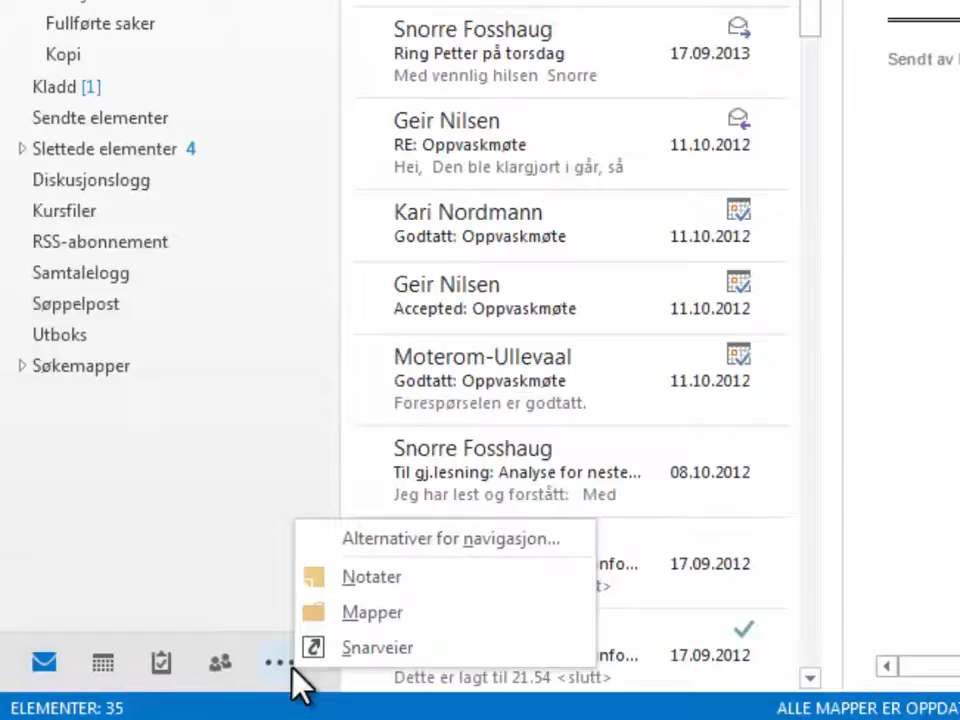 Fullførte saker
Kopi
Kladd [1]
Sendte elementer
Slettede elementer 4
Diskusjonslogg
Kursfiler
RSS-abonnement
Samtalelogg
Søppelpost
Utboks
Søkemapper
Snorre Fosshaug
Ring Petter på torsdag 17.09.2013
Med vennlig hilsen Snorre
Geir Nilsen
RE: Oppvaskmøte 11.10.2012
Hei, Den ble klargjort i går, så
Kari Nordmann
Godtatt: Oppvaskmøte 11.10.2012
Geir Nilsen
Accepted: Oppvaskmøte 11.10.2012
Moterom-Ullevaal
Godtatt: Oppvaskmøte 11.10.2012
Forespørselen er godtatt.
Snorre Fosshaug
Til gj.lesning: Analyse for neste... 08.10.2012
Jeg har lest og forstått: Med
nfo... 17.09.2012
t>
nfo... 17.09.2012
Dette er lagt til 21.54 <slutt>
Alternativer for navigasjon...
Notater
Mapper
Snarveier
Sendt av
ELEMENTER: 35
ALLE MAPPER ER OPPDA